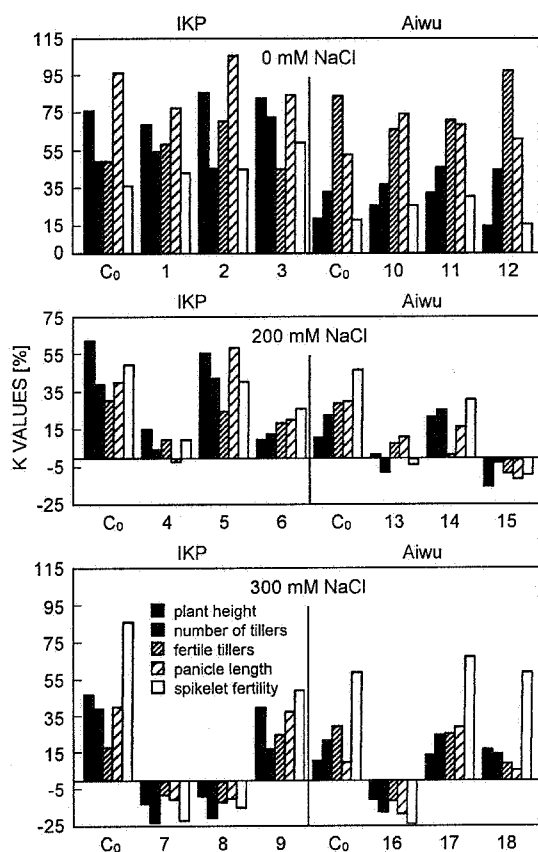 IKP Aiwu
0 mM NaCl
115
95
75
55
35
15
0
C₀ 1 2 3 C₀ 10 11 12
IKP Aiwu
200 mM NaCl
75
55
35
15
-5
-25
C₀ 4 5 6 C₀ 13 14 15
K VALUES [%]
IKP Aiwu
300 mM NaCl
115
95
75
55
35
15
-5
-25
plant height
number of tillers
fertile tillers
panicle length
spikelet fertility
C₀ 7 8 9 C₀ 16 17 18